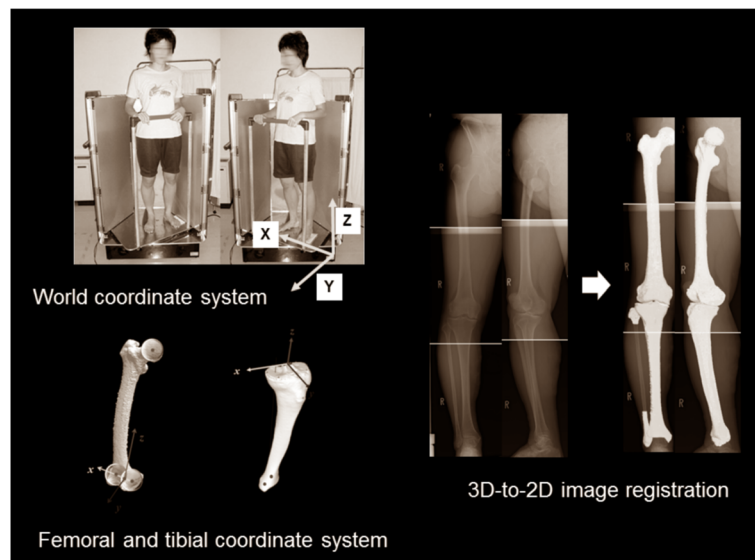 Z
X
Y
World coordinate system
z
x
x
z
y
Femoral and tibial coordinate system
R
R
R
R
R
R
R
R
R
3D-to-2D image registration